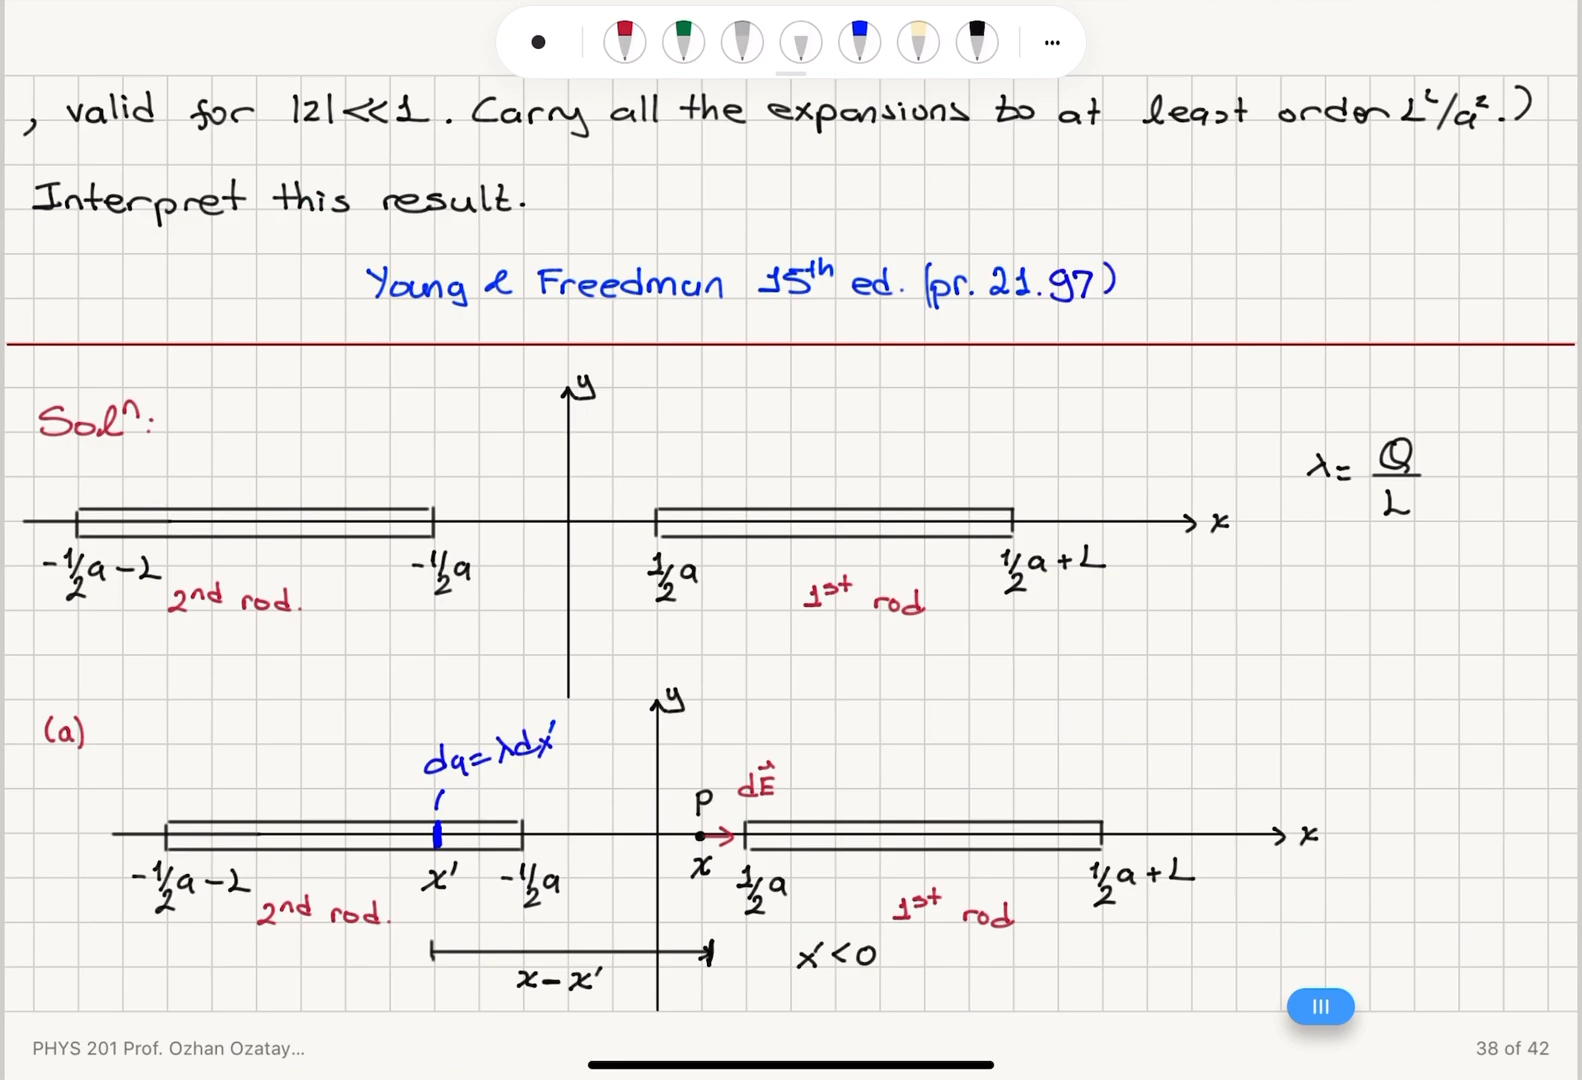 , valid for |z|<<1. Carry all the expansions to at least order L²/a².)
Interpret this result.
Young & Freedman 15th ed. (pr. 21.97)
Solⁿ:
y
λ = Q/L
x
-1/2a-L
-1/2a
1/2a
1/2a+L
2nd rod.
1st rod
(a)
y
dq=λdx'
P
dE⃗
x
-1/2a-L
x'
-1/2a
x
1/2a
1/2a+L
2nd rod.
1st rod
x-x'
x'<0
PHYS 201 Prof. Ozhan Ozatay...
38 of 42